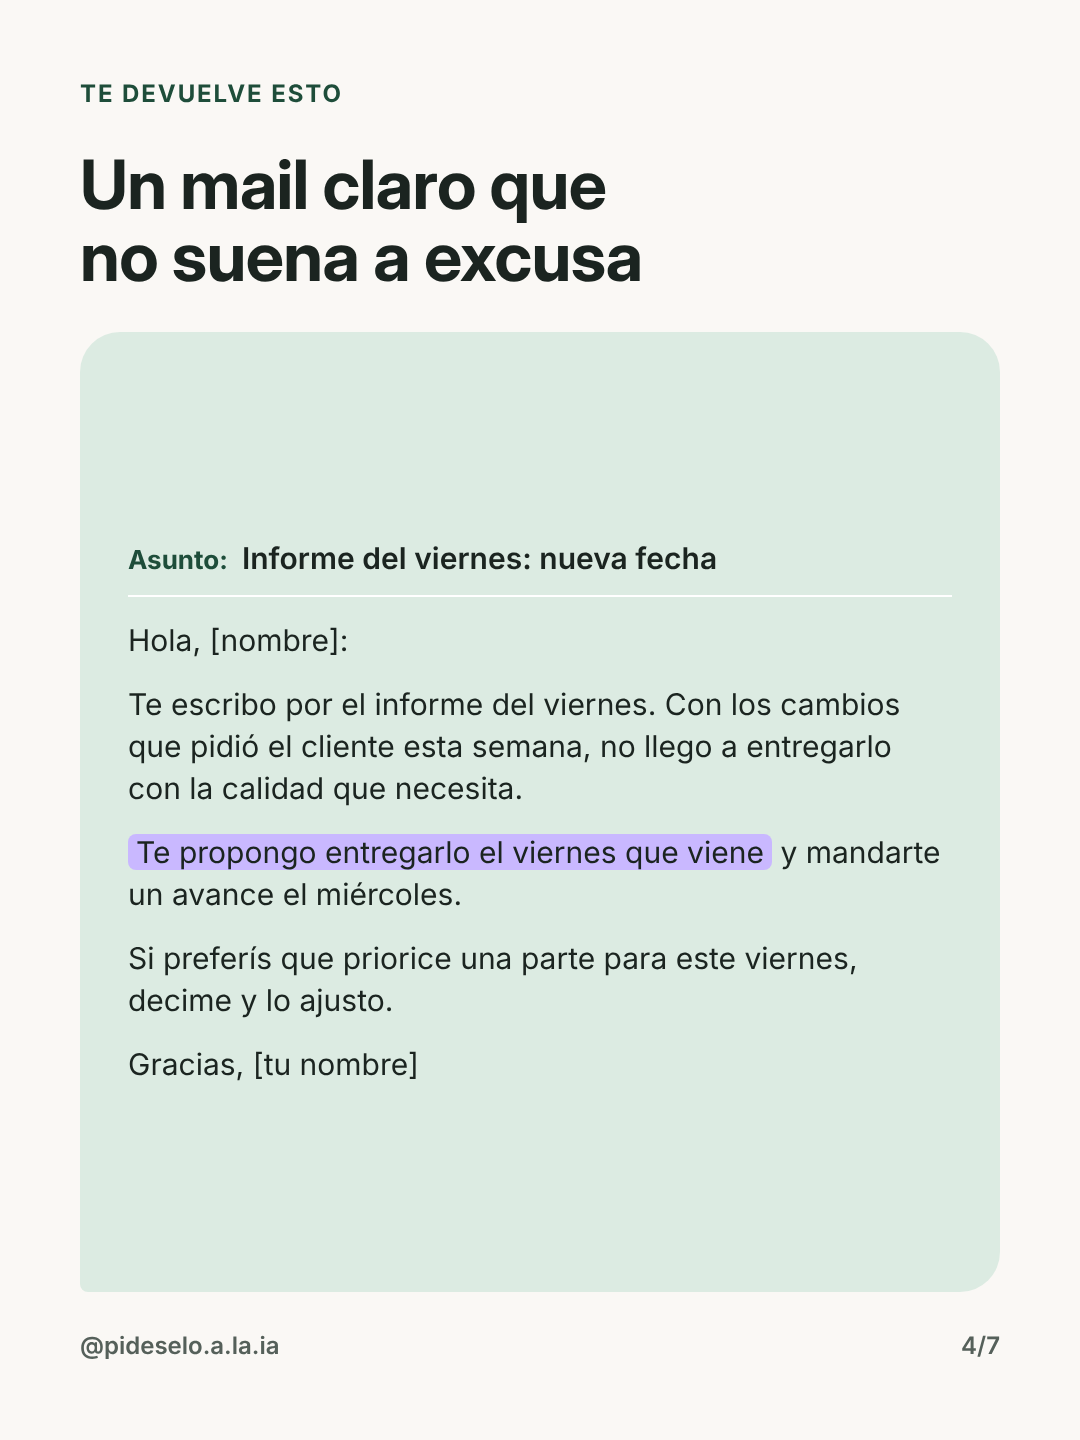 TE DEVUELVE ESTO
Un mail claro que
no suena a excusa
Asunto: Informe del viernes: nueva fecha
Hola, [nombre]:
Te escribo por el informe del viernes. Con los cambios
que pidió el cliente esta semana, no llego a entregarlo
con la calidad que necesita.
Te propongo entregarlo el viernes que viene y mandarte
un avance el miércoles.
Si preferís que priorice una parte para este viernes,
decime y lo ajusto.
Gracias, [tu nombre]
@pideselo.a.la.ia
4/7